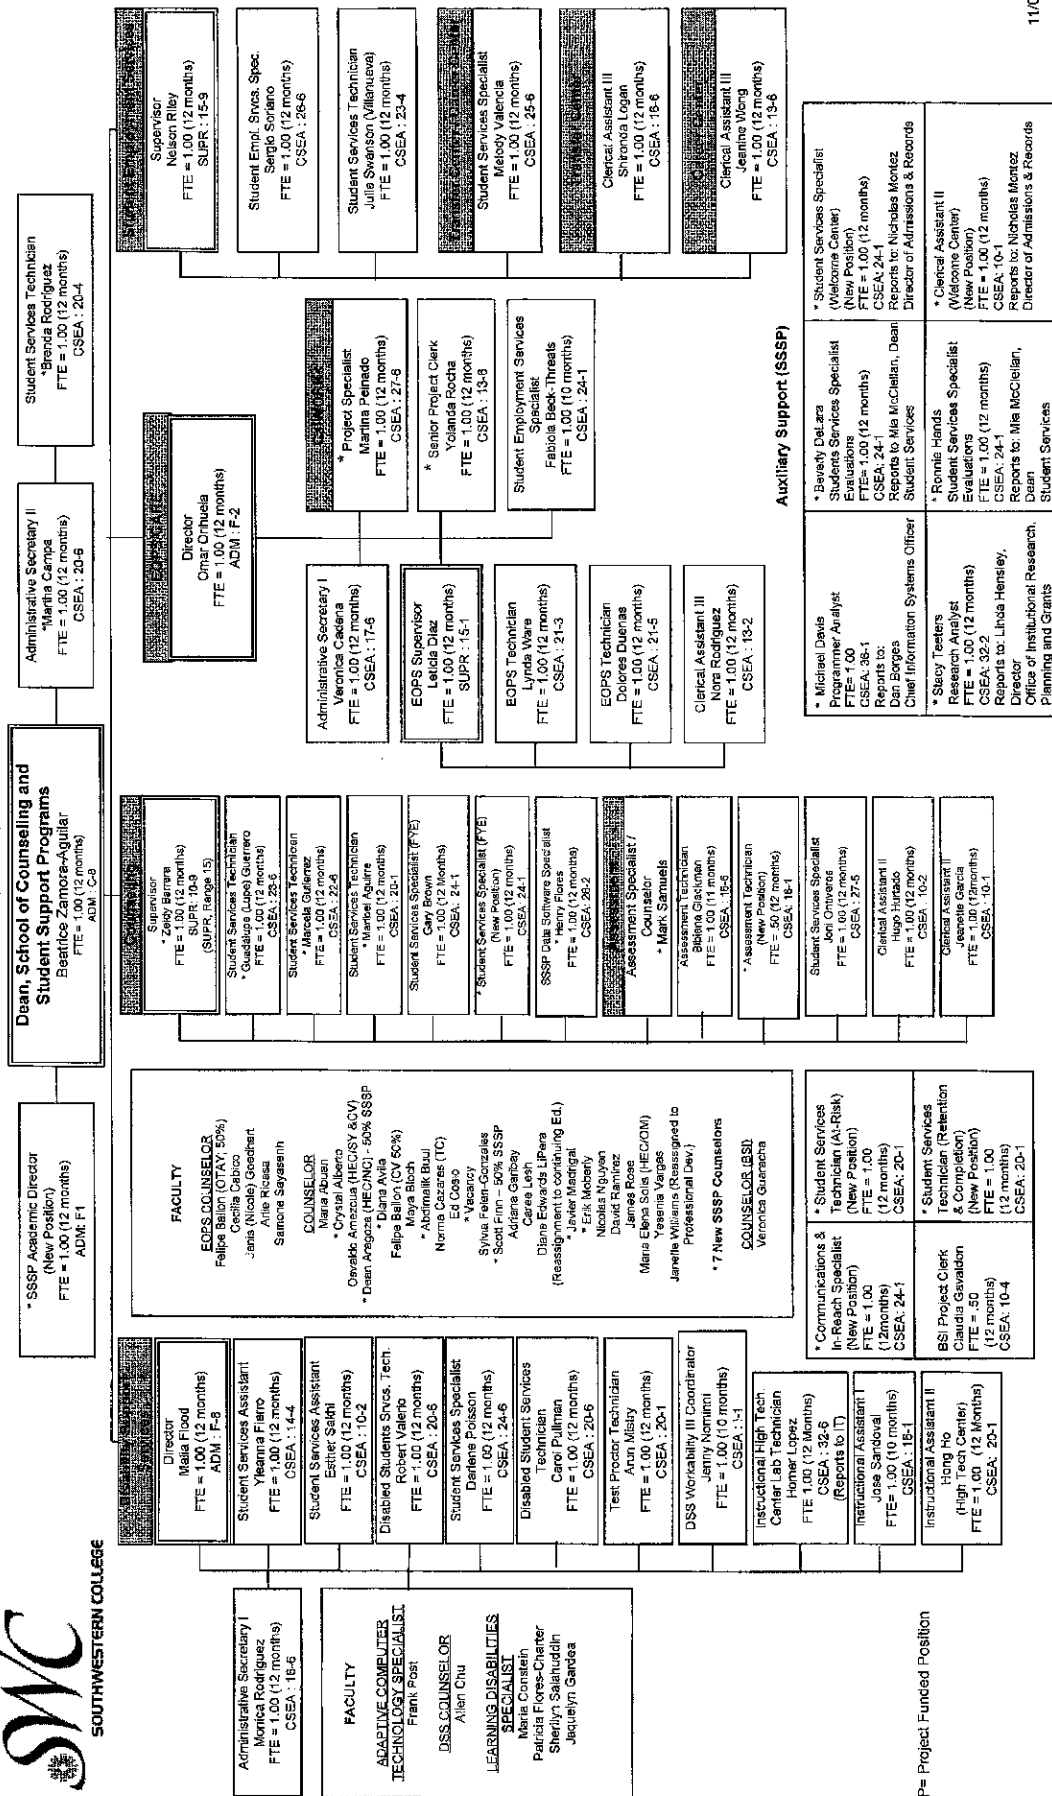 SWC
SOUTHWESTERN COLLEGE
Dean, School of Counseling and
Student Support Programs
Beatrice Zamora-Aguilar
FTE = 1.00 (12 months)
ADM : C-8
* SSSP Academic Director
(New Position)
FTE = 1.00 (12 months)
ADM: F1
Administrative Secretary II
*Martha Campa
FTE = 1.00 (12 months)
CSEA : 20-6
Student Services Technician
*Brenda Rodriguez
FTE = 1.00 (12 months)
CSEA : 20-4
Administrative Secretary I
Monica Rodriguez
FTE = 1.00 (12 months)
CSEA : 18-6
FACULTY
ADAPTIVE COMPUTER
TECHNOLOGY SPECIALIST
Frank Post
DSS COUNSELOR
Allen Chu
LEARNING DISABILITIES
SPECIALIST
Maria Constein
Patricia Flores-Charter
Sherilyn Salahuddin
Jaquelyn Gardea
P= Project Funded Position
Services
Director
Malia Flood
FTE = 1.00 (12 months)
ADM : F-8
Student Services Assistant
Yleanna Fierro
FTE = 1.00 (12 months)
CSEA : 14-4
Student Services Assistant
Esther Salehi
FTE = 1.00 (12 months)
CSEA : 10-2
Disabled Students Srvcs. Tech.
Robert Valerio
FTE = 1.00 (12 months)
CSEA : 20-6
Student Services Specialist
Darlene Poisson
FTE = 1.00 (12 months)
CSEA : 24-6
Disabled Student Services
Technician
Carol Pullman
FTE = 1.00 (12 months)
CSEA : 20-6
Test Proctor Technician
Arun Mistry
FTE = 1.00 (12 months)
CSEA : 20-1
DSS Workability III Coordinator
Jenny Nominni
FTE = 1.00 (10 months)
CSEA :
Instructional High Tech.
Center Lab Technician
Homer Lopez
FTE 1.00 (12 Months)
CSEA : 32-6
(Reports to IT)
Instructional Assistant I
Jose Sandoval
FTE= 1.00 (10 months)
CSEA : 16-1
Instructional Assistant II
Hong Ho
(High Tech Center)
FTE = 1.00 (12 Months)
CSEA: 20-1
FACULTY
EOPS COUNSELOR
Felipe Ballon (OTAY; 50%)
Cecilia Cabico
Janis (Nicole) Goedhart
Arlie Ricasa
Samone Sayasenh
COUNSELOR
Maria Abuan
* Crystal Alberto
Osvaldo Amezcua (HEC/SY &CV)
* Dean Aragoza (HEC/NC) - 50% SSSP
* Diana Avila
Felipe Ballon (CV 50%)
Maya Bloch
* Abdimalik Buul
Norma Cazares (TC)
Ed Cosio
* Vacancy
Sylvia Felan-Gonzales
* Scott Finn – 50% SSSP
Adriana Garibay
Caree Lesh
Diane Edwards LiPera
(Reassignment to continuing Ed.)
* Javier Madrigal
* Erik Moberly
Nicolas Nguyen
David Ramirez
James Rose
Maria Elena Solis (HEC/OM)
Yesenia Vargas
Janelle Williams (Reassigned to
Professional Dev.)
* 7 New SSSP Counselors
COUNSELOR (BSI)
Veronica Guaracha
* Communications &
In-Reach Specialist
(New Position)
FTE = 1.00
(12months)
CSEA: 24-1
* Student Services
Technician (At-Risk)
(New Position)
FTE = 1.00
(12 months)
CSEA: 20-1
BSI Project Clerk
Claudia Gavaldon
FTE = .50
(12 months)
CSEA: 10-4
* Student Services
Technician (Retention
& Completion)
(New Position)
FTE = 1.00
(12 months)
CSEA: 20-1
Counseling
Supervisor
* Zeidy Barrera
FTE = 1.00 (12 months)
SUPR: 10-9
(SUPR, Range 15)
Student Services Technician
* Guadalupe (Lupe) Guerrero
FTE = 1.00 (12 months)
CSEA : 23-6
Student Services Technician
* Marcela Gutierrez
FTE = 1.00 (12 months)
CSEA : 22-6
Student Services Technician
* Maribel Aguirre
FTE = 1.00 (12 months)
CSEA : 20-1
Student Services Specialist (FYE)
Gary Brown
FTE = 1.00 (12 Months)
CSEA: 24-1
* Student Services Specialist (FYE)
(New Position)
FTE = 1.00 (12 months)
CSEA : 24-1
SSSP Data Software Specialist
* Henry Flores
FTE = 1.00 (12 months)
CSEA: 26-2
Assessment
Assessment Specialist /
Counselor
* Mark Samuels
Assessment Technician
Bibiana Glackman
FTE = 1.00 (11 months)
CSEA : 18-6
* Assessment Technician
(New Position)
FTE = .50 (12 months)
CSEA : 18-1
Student Services Specialist
Joni Ontiveros
FTE = 1.00 (12 months)
CSEA : 27-5
Clerical Assistant II
Hugo Hurtado
FTE = 1.00 (12 months)
CSEA : 10-2
Clerical Assistant II
Jeanette Garcia
FTE = 1.00 (12months)
CSEA : 10-1
EOPS/CARE
Director
Omar Orihuela
FTE = 1.00 (12 months)
ADM : F-2
Administrative Secretary I
Veronica Cadena
FTE = 1.00 (12 months)
CSEA : 17-6
EOPS Supervisor
Leticia Diaz
FTE = 1.00 (12 months)
SUPR : 15-1
EOPS Technician
Lynda Ware
FTE = 1.00 (12 months)
CSEA : 21-3
EOPS Technician
Dolores Duenas
FTE = 1.00 (12 months)
CSEA : 21-5
Clerical Assistant III
Nora Rodriguez
FTE = 1.00 (12 months)
CSEA : 13-2
CalWORKs
* Project Specialist
Martina Peinado
FTE = 1.00 (12 months)
CSEA : 27-6
* Senior Project Clerk
Yolanda Rocha
FTE = 1.00 (12 months)
CSEA : 13-6
Student Employment Services
Specialist
Fabiola Beck-Threats
FTE = 1.00 (10 months)
CSEA : 24-1
Student Employment Services
Supervisor
Nelson Riley
FTE = 1.00 (12 months)
SUPR : 15-9
Student Empl. Srvcs. Spec.
Sergio Soriano
FTE = 1.00 (12 months)
CSEA : 26-6
Student Services Technician
Julie Swanson (Villanueva)
FTE = 1.00 (12 months)
CSEA : 23-4
Transfer Center / Career Center
Student Services Specialist
Melody Valencia
FTE = 1.00 (12 months)
CSEA : 25-6
Transfer Center
Clerical Assistant III
Shironda Logan
FTE = 1.00 (12 months)
CSEA : 16-6
Career Center
Clerical Assistant III
Jeanine Wong
FTE = 1.00 (12 months)
CSEA : 13-6
Auxiliary Support (SSSP)
* Michael Davis
Programmer Analyst
FTE= 1.00
CSEA: 36-1
Reports to:
Dan Borges
Chief Information Systems Officer
* Beverly DeLara
Students Services Specialist
Evaluations
FTE= 1.00 (12 months)
CSEA: 24-1
Reports to Mia McClellan, Dean
Student Services
* Student Services Specialist
(Welcome Center)
(New Position)
FTE = 1.00 (12 months)
CSEA: 24-1
Reports to: Nicholas Montez
Director of Admissions & Records
* Stacy Teeters
Research Analyst
FTE = 1.00 (12 months)
CSEA: 32-2
Reports to: Linda Hensley,
Director
Office of Institutional Research,
Planning and Grants
* Ronnie Hands
Student Services Specialist
Evaluations
FTE = 1.00 (12 months)
CSEA: 24-1
Reports to: Mia McClellan,
Dean
Student Services
* Clerical Assistant II
(Welcome Center)
(New Position)
FTE = 1.00 (12 months)
CSEA: 10-1
Reports to: Nicholas Montez
Director of Admissions & Records
11/0